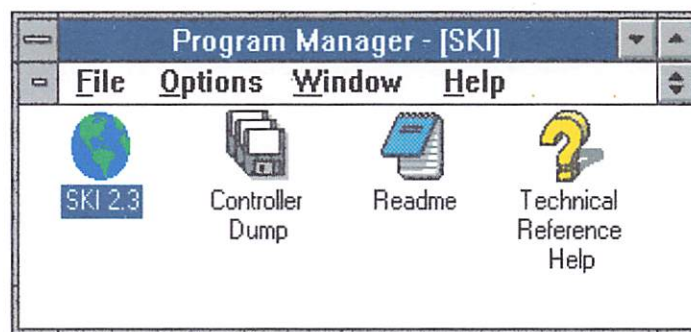 Program Manager - [SKI]
File Options Window Help
SKI 2.3
Controller
Dump
Readme
Technical
Reference
Help